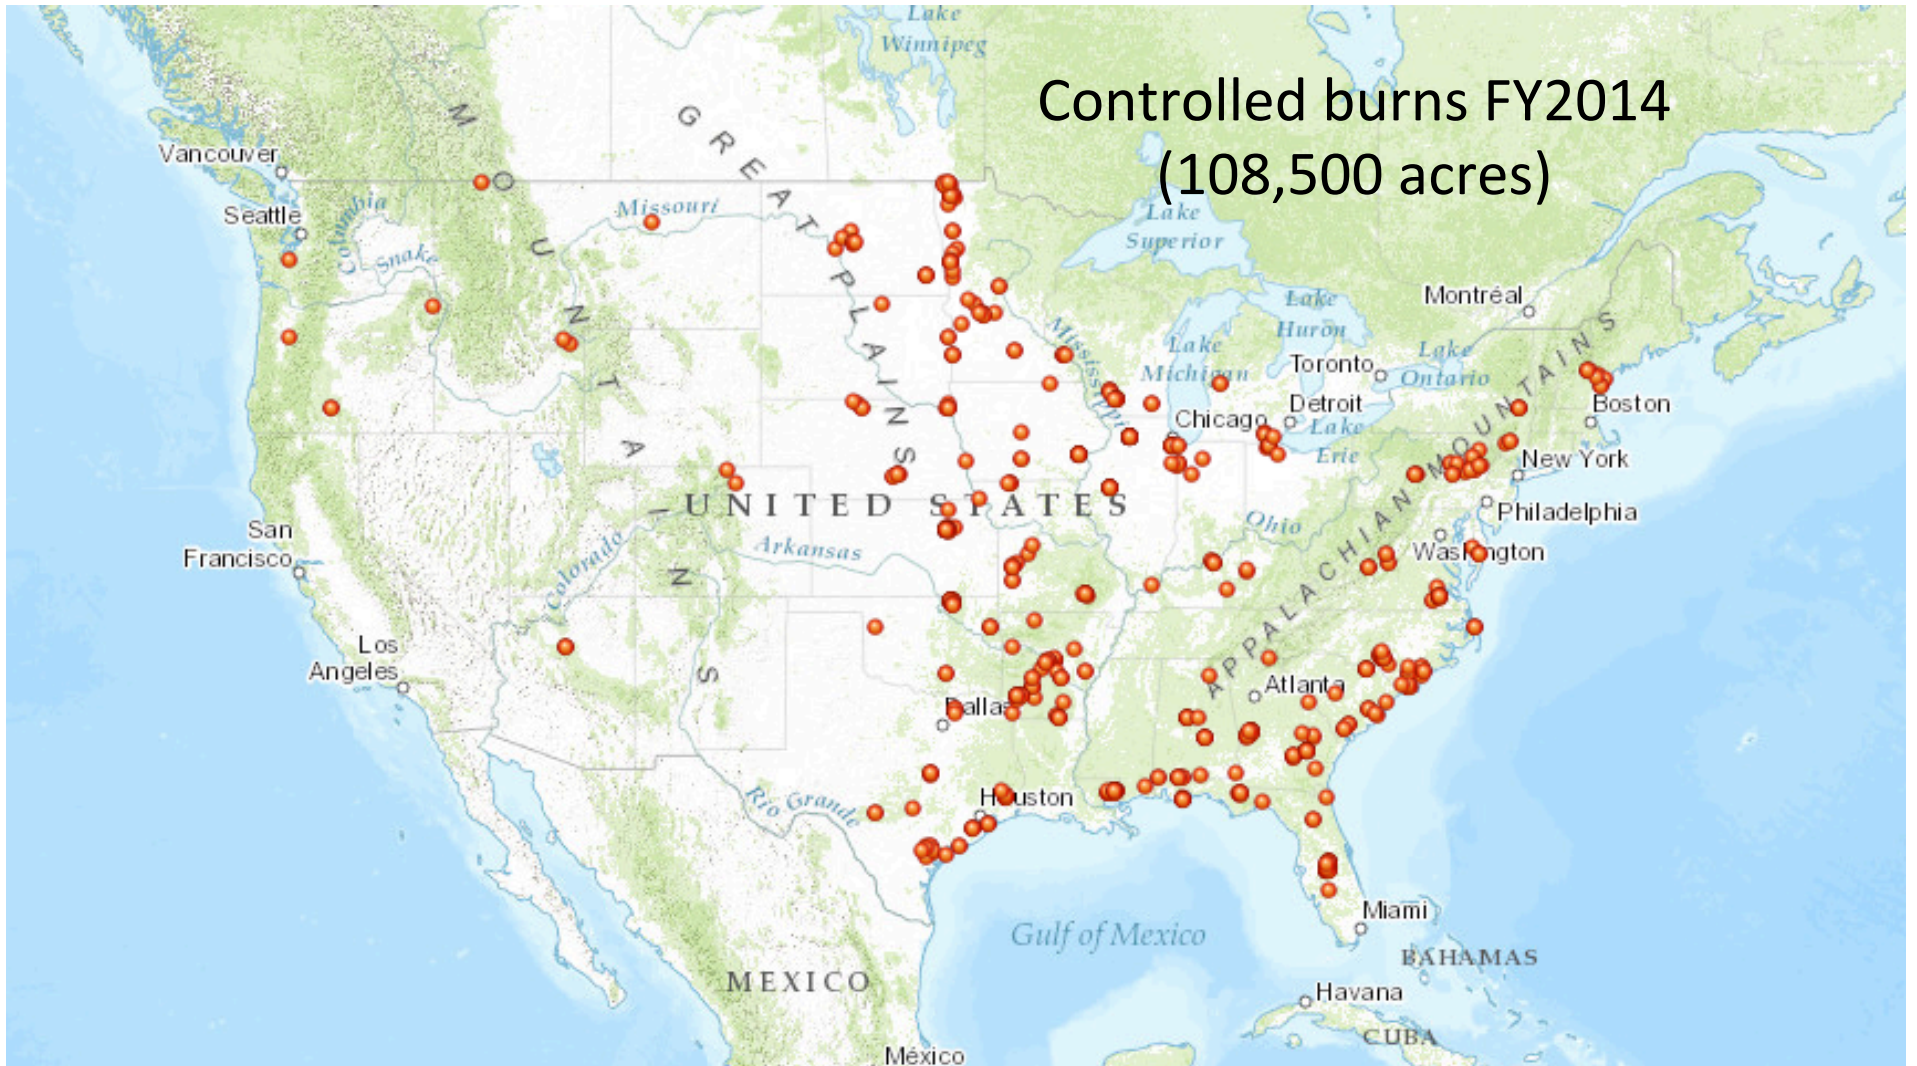 Controlled burns FY2014
(108,500 acres)
Lake
Winnipeg
Vancouver
Seattle
Columbia
Snake
Missouri
GREAT PLAINS
MOUNTAINS
Lake
Superior
Mississippi
Lake
Michigan
Lake
Huron
Montréal
Toronto
Lake
Ontario
Chicago
Detroit
Lake
Erie
Boston
New York
Philadelphia
Washington
APPALACHIAN MOUNTAINS
UNITED STATES
San
Francisco
Colorado
Arkansas
Ohio
Los
Angeles
Atlanta
Dallas
Rio Grande
Houston
Gulf of Mexico
Miami
BAHAMAS
MEXICO
Havana
CUBA
México